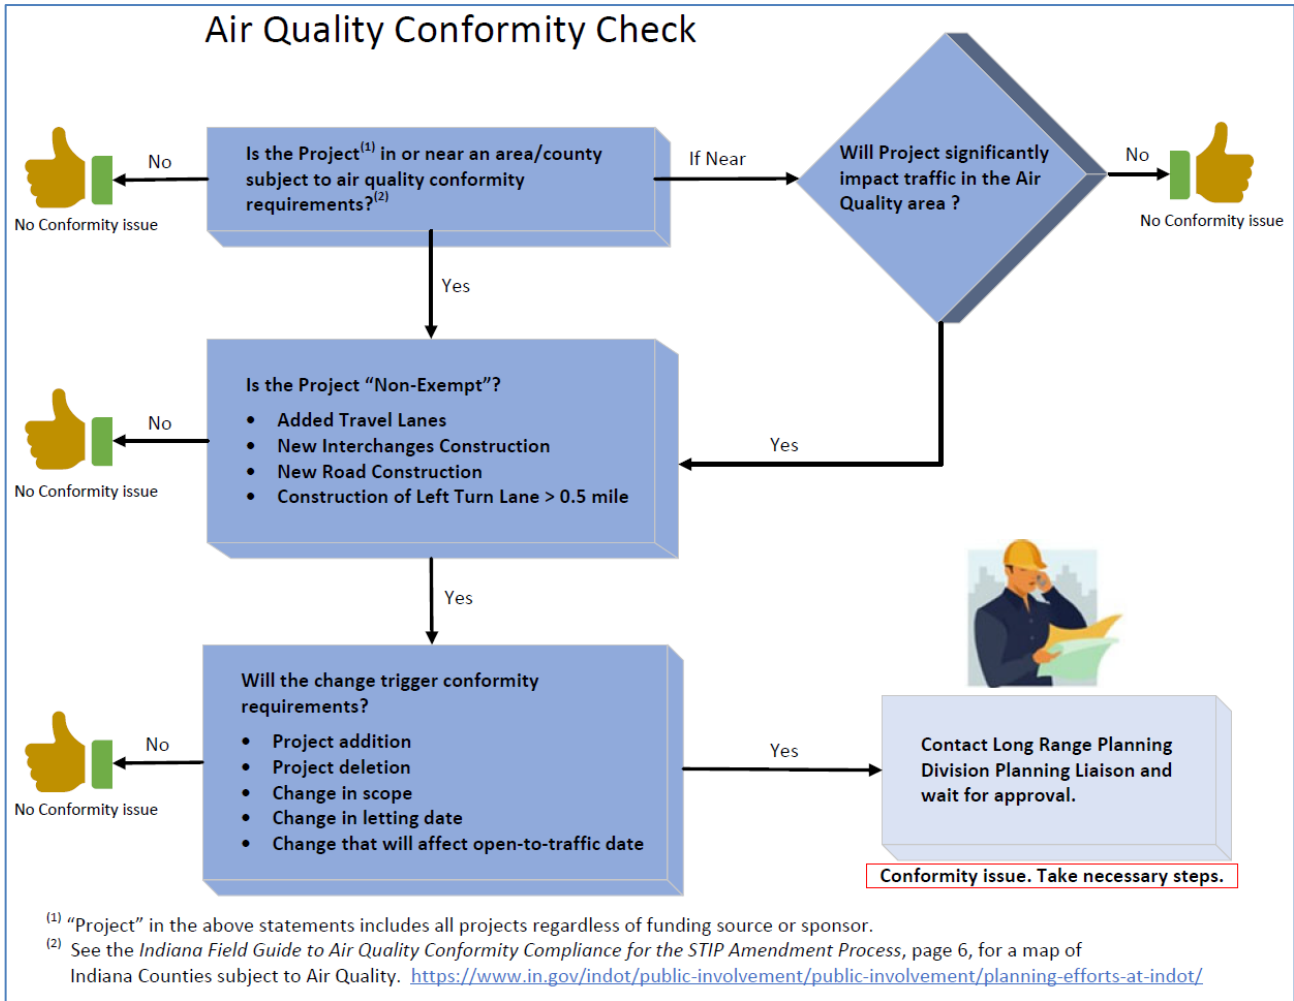 Air Quality Conformity Check
No
No Conformity issue
Is the Project(1) in or near an area/county
subject to air quality conformity
requirements?(2)
If Near
Will Project significantly
impact traffic in the Air
Quality area ?
No
No Conformity issue
Yes
No
No Conformity issue
Is the Project “Non-Exempt”?
• Added Travel Lanes
• New Interchanges Construction
• New Road Construction
• Construction of Left Turn Lane > 0.5 mile
Yes
Yes
No
No Conformity issue
Will the change trigger conformity
requirements?
• Project addition
• Project deletion
• Change in scope
• Change in letting date
• Change that will affect open-to-traffic date
Yes
Contact Long Range Planning
Division Planning Liaison and
wait for approval.
Conformity issue. Take necessary steps.
(1) “Project” in the above statements includes all projects regardless of funding source or sponsor.
(2) See the Indiana Field Guide to Air Quality Conformity Compliance for the STIP Amendment Process, page 6, for a map of
Indiana Counties subject to Air Quality. https://www.in.gov/indot/public-involvement/public-involvement/planning-efforts-at-indot/